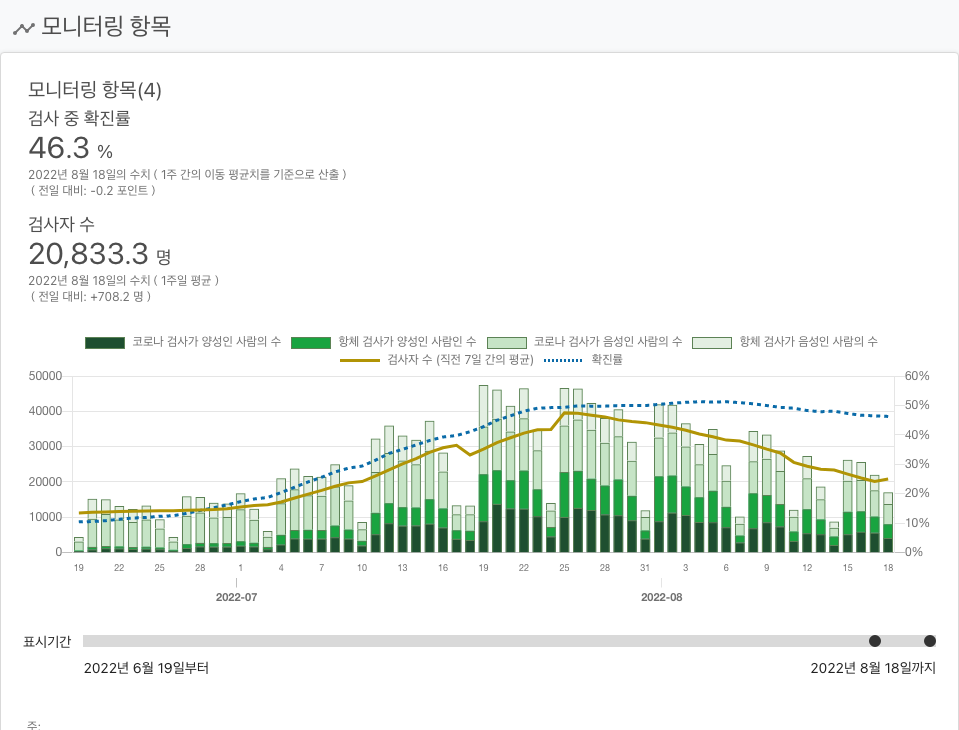 모니터링 항목
모니터링 항목(4)
검사 중 확진률
46.3 %
2022년 8월 18일의 수치 ( 1주 간의 이동 평균치를 기준으로 산출 )
( 전일 대비: -0.2 포인트 )
검사자 수
20,833.3 명
2022년 8월 18일의 수치 ( 1주일 평균 )
( 전일 대비: +708.2 명 )
코로나 검사가 양성인 사람의 수 항체 검사가 양성인 사람인 수 코로나 검사가 음성인 사람의 수 항체 검사가 음성인 사람의 수
검사자 수 (직전 7일 간의 평균) 확진률
50000 60%
40000 50%
30000 40%
20000 30%
10000 20%
0 10%
0%
19 22 25 28 1 4 7 10 13 16 19 22 25 28 31 3 6 9 12 15 18
2022-07 2022-08
표시기간
2022년 6월 19일부터 2022년 8월 18일까지
주: